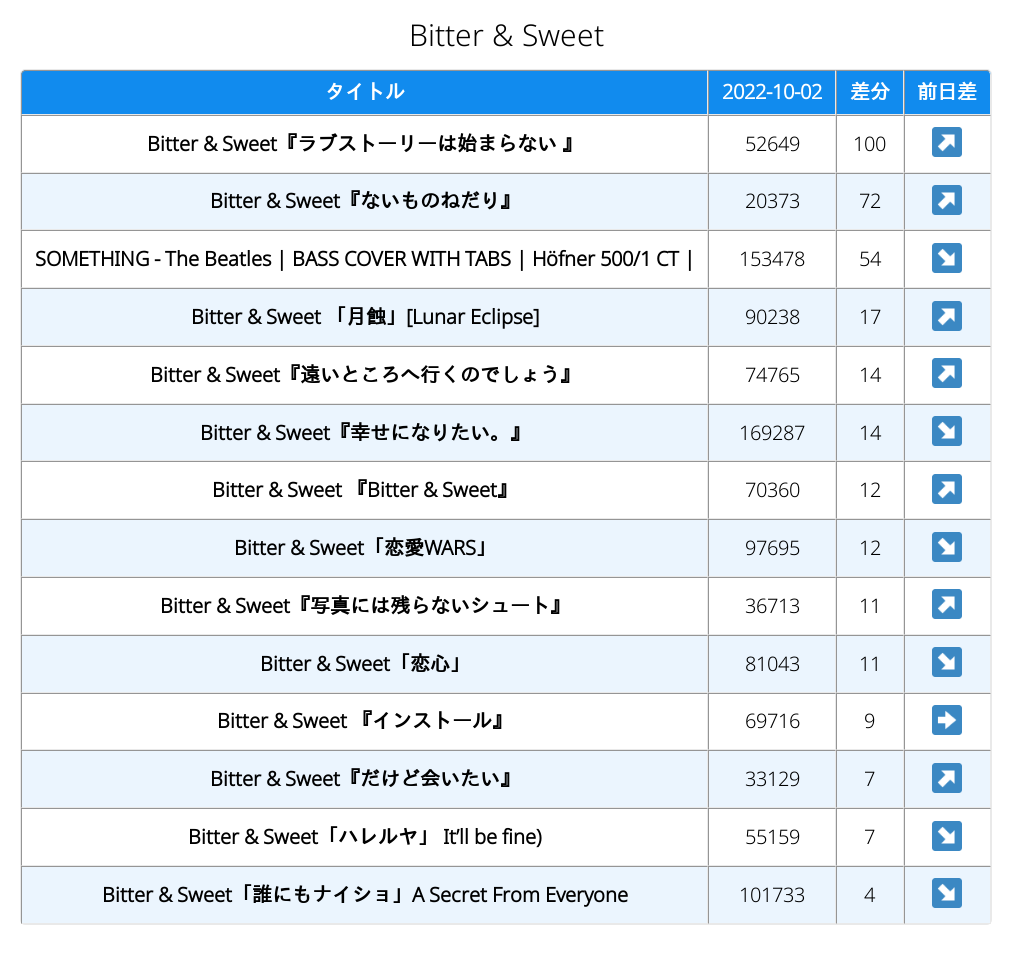 Bitter & Sweet
タイトル 2022-10-02 差分 前日差
Bitter & Sweet『ラブストーリーは始まらない 』 52649 100 ↗
Bitter & Sweet『ないものねだり』 20373 72 ↗
SOMETHING - The Beatles | BASS COVER WITH TABS | Höfner 500/1 CT | 153478 54 ↘
Bitter & Sweet 「月蝕」[Lunar Eclipse] 90238 17 ↗
Bitter & Sweet『遠いところへ行くのでしょう』 74765 14 ↗
Bitter & Sweet『幸せになりたい。』 169287 14 ↘
Bitter & Sweet 『Bitter & Sweet』 70360 12 ↗
Bitter & Sweet「恋愛WARS」 97695 12 ↘
Bitter & Sweet『写真には残らないシュート』 36713 11 ↗
Bitter & Sweet「恋心」 81043 11 ↘
Bitter & Sweet 『インストール』 69716 9 ➡
Bitter & Sweet『だけど会いたい』 33129 7 ↗
Bitter & Sweet「ハレルヤ」 It'll be fine) 55159 7 ↘
Bitter & Sweet「誰にもナイショ」A Secret From Everyone 101733 4 ↘